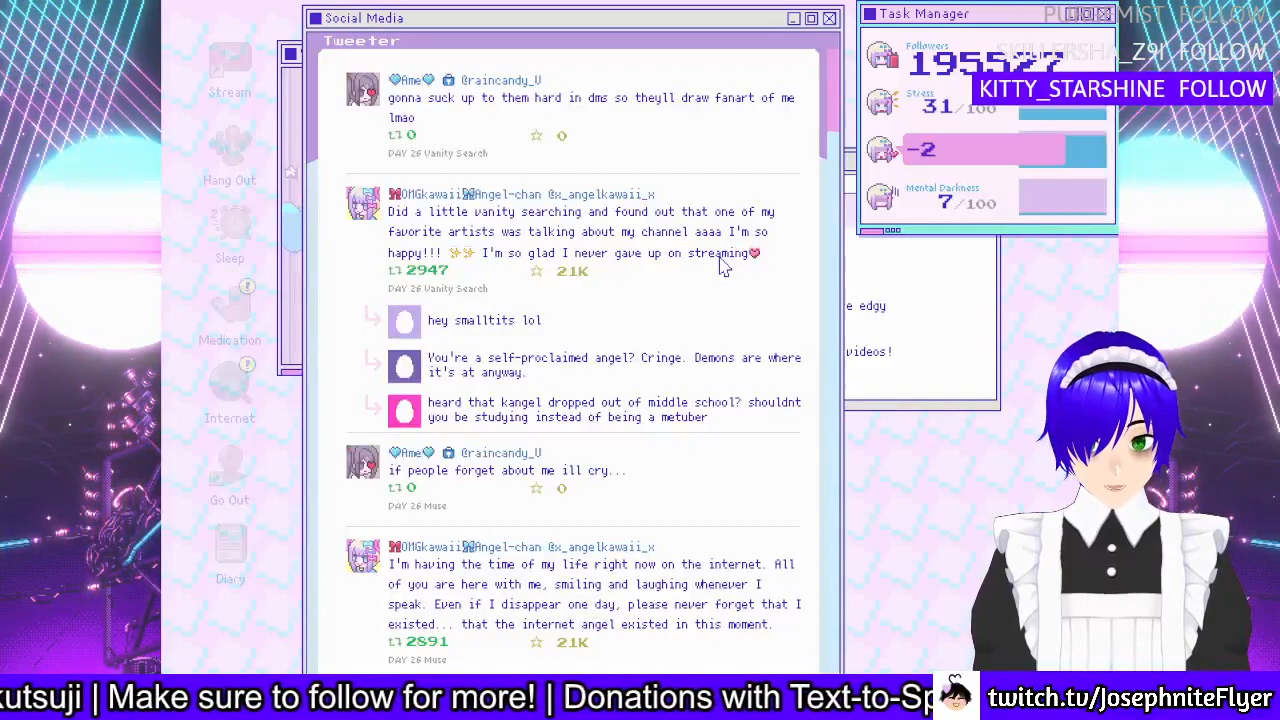 Social Media
Tweeter
Ame @raincandy_U
gonna suck up to them hard in dms so theyll draw fanart of me
lmao
0 0
DAY 26 Vanity Search
OMGkawaii Angel-chan @x_angelkawaii_x
Did a little vanity searching and found out that one of my
favorite artists was talking about my channel aaaa I'm so
happy!!! ✨✨ I'm so glad I never gave up on streaming
2947 21K
DAY 26 Vanity Search
hey smalltits lol
You're a self-proclaimed angel? Cringe. Demons are where
it's at anyway.
heard that kangel dropped out of middle school? shouldnt
you be studying instead of being a metuber
Ame @raincandy_U
if people forget about me ill cry...
0 0
DAY 26 Muse
OMGkawaii Angel-chan @x_angelkawaii_x
I'm having the time of my life right now on the internet. All
of you are here with me, smiling and laughing whenever I
speak. Even if I disappear one day, please never forget that I
existed... that the internet angel existed in this moment.
2891 21K
DAY 26 Muse
Stream
Hang Out
Sleep
Medication
Internet
Go Out
Diary
e edgy
videos!
Task Manager
Followers
195527
Stress
31/100
-2
Mental Darkness
7/100
FOLLOW
FOLLOW
KITTY_STARSHINE FOLLOW
kutsuji | Make sure to follow for more! | Donations with Text-to-Sp
twitch.tv/JosephniteFlyer